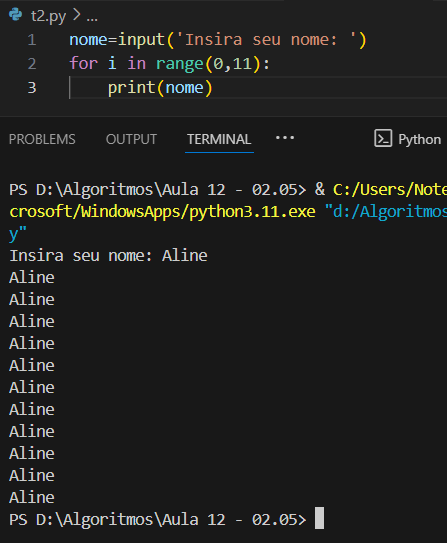 t2.py > ...
1 nome=input('Insira seu nome: ')
2 for i in range(0,11):
3 print(nome)
PROBLEMS OUTPUT TERMINAL ··· Python
PS D:\Algoritmos\Aula 12 - 02.05> & C:/Users/Note
crosoft/WindowsApps/python3.11.exe "d:/Algoritmos
y"
Insira seu nome: Aline
Aline
Aline
Aline
Aline
Aline
Aline
Aline
Aline
Aline
Aline
Aline
PS D:\Algoritmos\Aula 12 - 02.05>